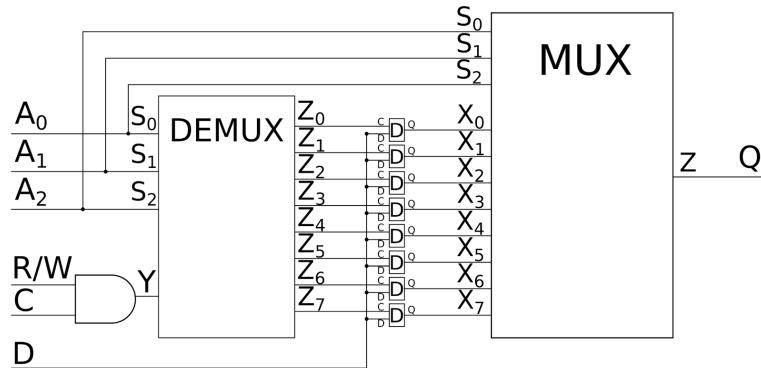 S₀
S₁
S₂
MUX
A₀
A₁
A₂
S₀
S₁
S₂
DEMUX
R/W
C
Y
D
Z₀
Z₁
Z₂
Z₃
Z₄
Z₅
Z₆
Z₇
C D Q
D
C D Q
D
C D Q
D
C D Q
D
C D Q
D
C D Q
D
C D Q
D
C D Q
D
X₀
X₁
X₂
X₃
X₄
X₅
X₆
X₇
Z
Q